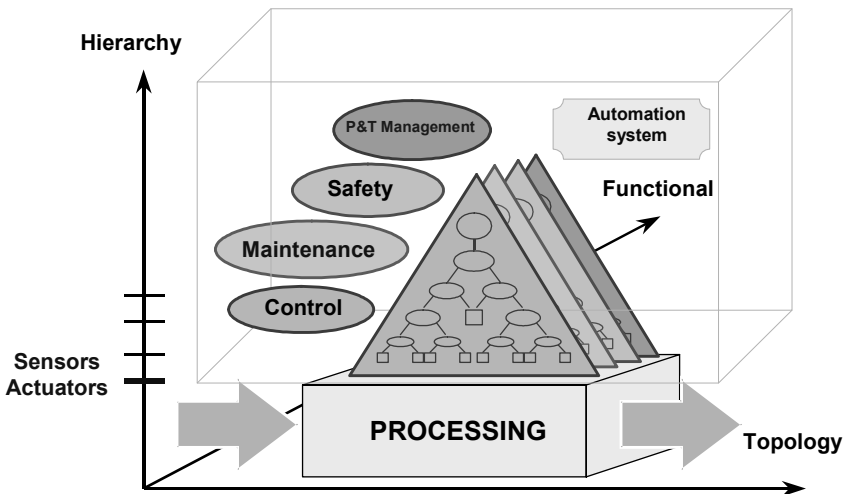 Hierarchy
P&T Management
Automation
system
Safety
Functional
Maintenance
Control
Sensors
Actuators
PROCESSING
Topology